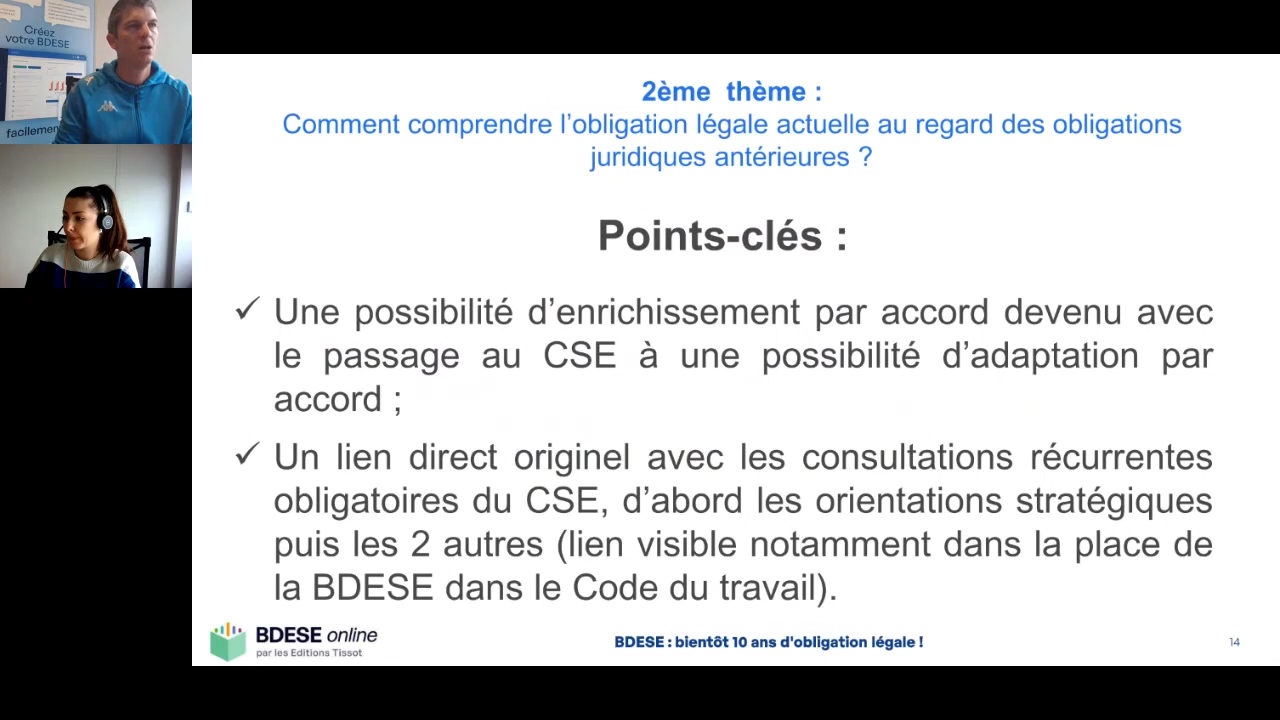 Créez
votre BDESE
facilemen
2ème thème :
Comment comprendre l’obligation légale actuelle au regard des obligations
juridiques antérieures ?
Points-clés :
✓ Une possibilité d’enrichissement par accord devenu avec
le passage au CSE à une possibilité d’adaptation par
accord ;
✓ Un lien direct originel avec les consultations récurrentes
obligatoires du CSE, d’abord les orientations stratégiques
puis les 2 autres (lien visible notamment dans la place de
la BDESE dans le Code du travail).
BDESE online
par les Editions Tissot
BDESE : bientôt 10 ans d'obligation légale !
14